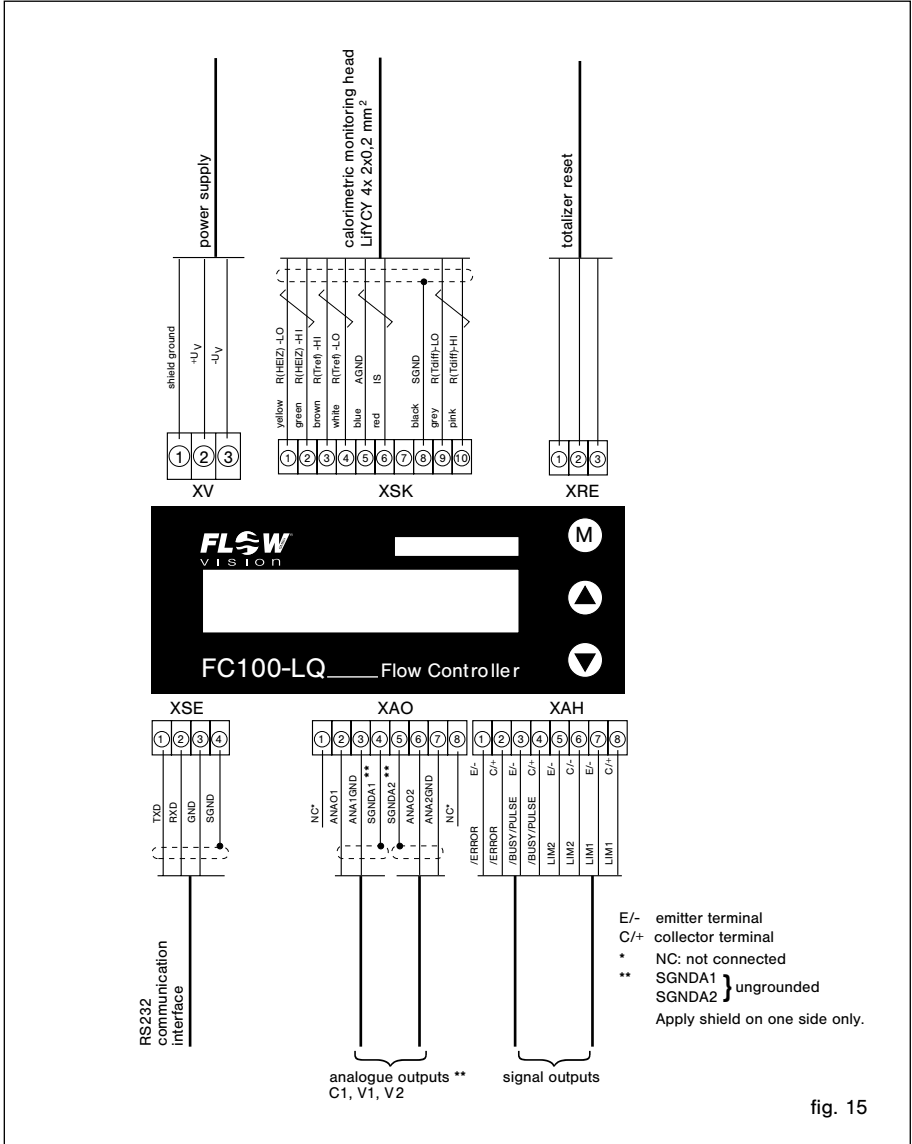 power supply
calorimetric monitoring head
LifYCY 4x 2x0,2 mm²
totalizer reset
shield ground
+UV
-UV
yellow R(HEIZ) -LO
green R(HEIZ) -HI
brown R(Tref) -HI
white R(Tref) -LO
blue AGND
red IS
black SGND
grey R(Tdiff)-LO
pink R(Tdiff)-HI
1 2 3
1 2 3 4 5 6 7 8 9 10
1 2 3
XV XSK XRE
FLOW
vision
M
FC100-LQ____ Flow Controller
XSE XAO XAH
1 2 3 4
1 2 3 4 5 6 7 8
1 2 3 4 5 6 7 8
TXD
RXD
GND
SGND
NC*
ANAO1
ANA1GND
SGNDA1 **
SGNDA2 **
ANAO2
ANA2GND
NC*
/ERROR E/-
/ERROR C/+
/BUSY/PULSE E/-
/BUSY/PULSE C/+
LIM2 E/-
LIM2 C/-
LIM1 E/-
LIM1 C/+
RS232
communication
interface
analogue outputs **
C1, V1, V2
signal outputs
E/- emitter terminal
C/+ collector terminal
* NC: not connected
** SGNDA1
SGNDA2 } ungrounded
Apply shield on one side only.
fig. 15